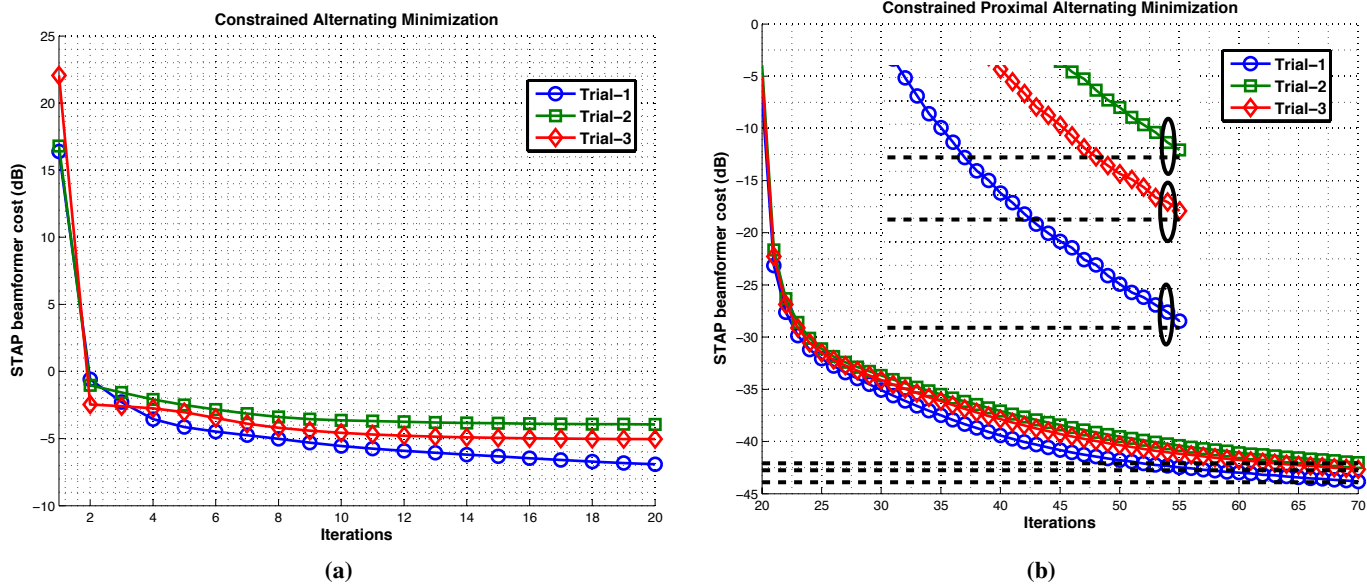 Constrained Alternating Minimization
25
20
15
10
5
0
−5
−10
STAP beamformer cost (dB)
2 4 6 8 10 12 14 16 18 20
Iterations
Trial−1
Trial−2
Trial−3
(a)
Constrained Proximal Alternating Minimization
0
−5
−10
−15
−20
−25
−30
−35
−40
−45
STAP beamformer cost (dB)
20 25 30 35 40 45 50 55 60 65 70
Iterations
Trial−1
Trial−2
Trial−3
(b)